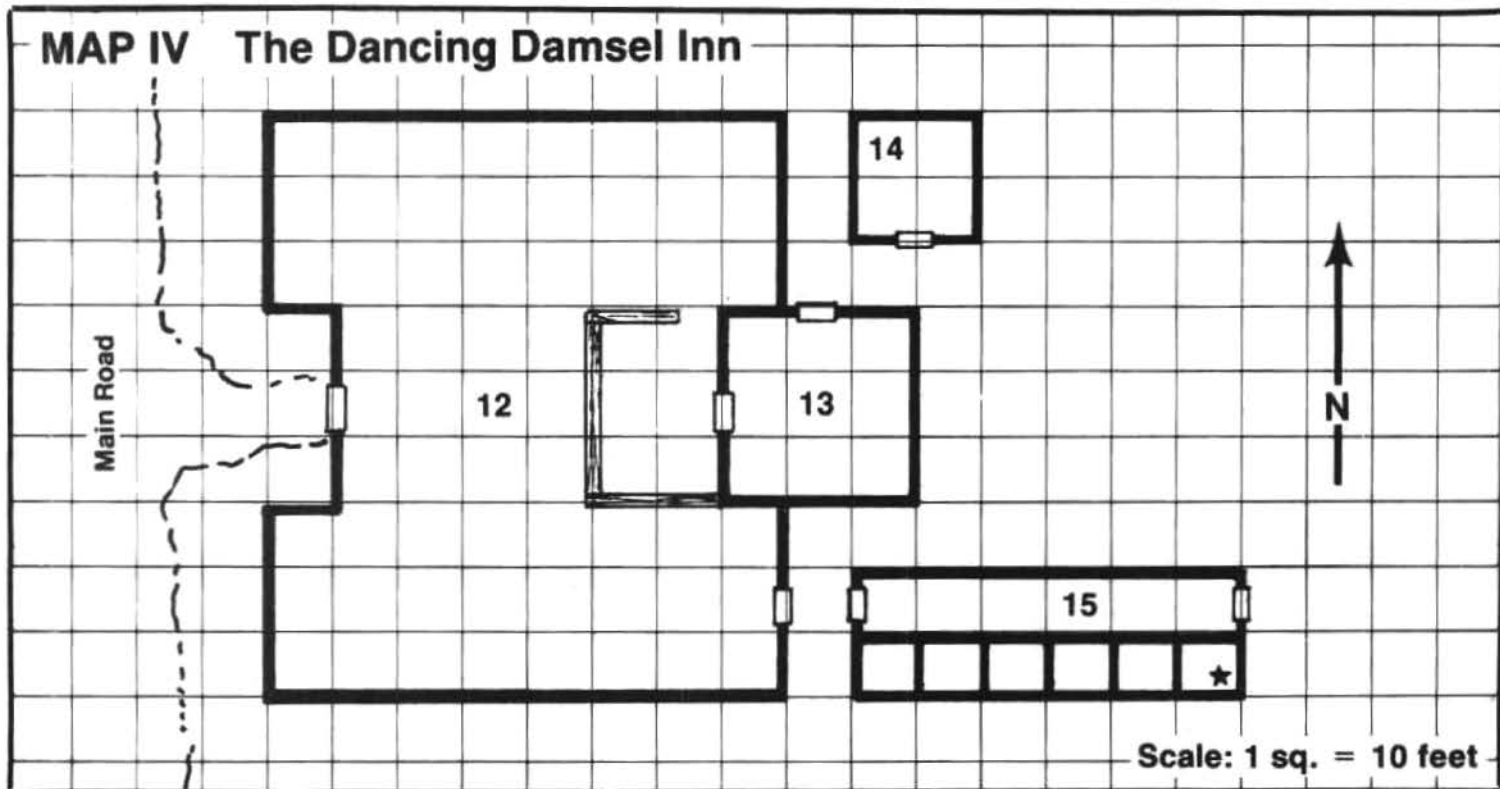 MAP IV The Dancing Damsel Inn
14
Main Road
12
13
N
15
Scale: 1 sq. = 10 feet